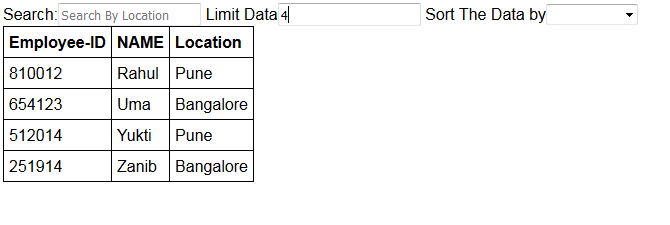 Search: Search By Location Limit Data 4 Sort The Data by
Employee-ID NAME Location
810012 Rahul Pune
654123 Uma Bangalore
512014 Yukti Pune
251914 Zanib Bangalore